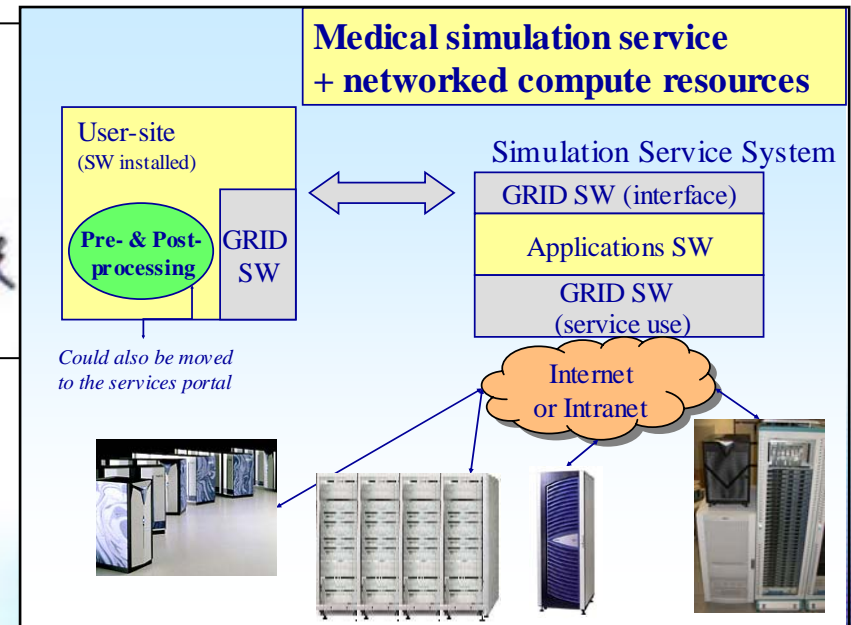 Medical simulation service
+ networked compute resources
User-site
(SW installed)
Pre- & Post-
processing
GRID
SW
Simulation Service System
GRID SW (interface)
Applications SW
GRID SW
(service use)
Could also be moved
to the services portal
Internet
or Intranet